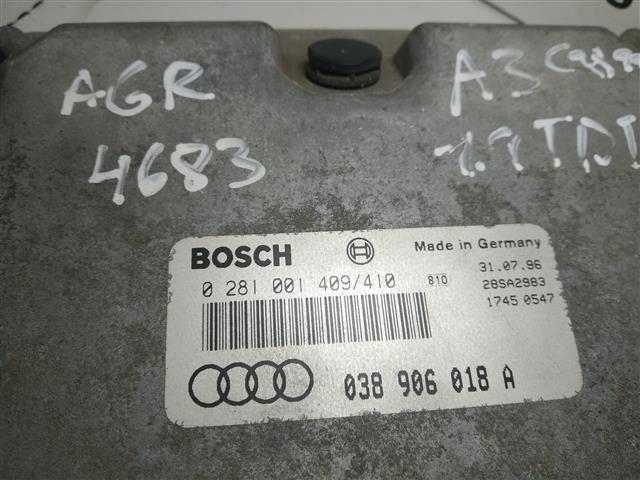 AGR
4683
A3
TDI
BOSCH
Made in Germany
0 281 001 409/410 810
31.07.96
28SA2983
1745 0547
038 906 018 A